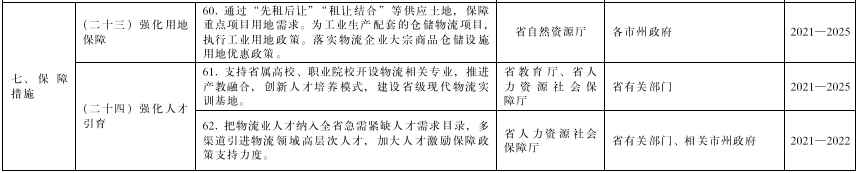 七、保障
措施
(二十三)强化用地
保障
60. 通过“先租后让”“租让结合”等供应土地，保障
重点项目用地需求。为工业生产配套的仓储物流项目，
执行工业用地政策。落实物流企业大宗商品仓储设施
用地优惠政策。
省自然资源厅
各市州政府
2021—2025
(二十四)强化人才
引育
61. 支持省属高校、职业院校开设物流相关专业，推进
产教融合，创新人才培养模式，建设省级现代物流实
训基地。
省教育厅、省人
力资源社会保
障厅
省有关部门
2021—2025
62. 把物流业人才纳入全省急需紧缺人才需求目录，多
渠道引进物流领域高层次人才，加大人才激励保障政
策支持力度。
省人力资源社会
保障厅
省有关部门、相关市州政府
2021—2022